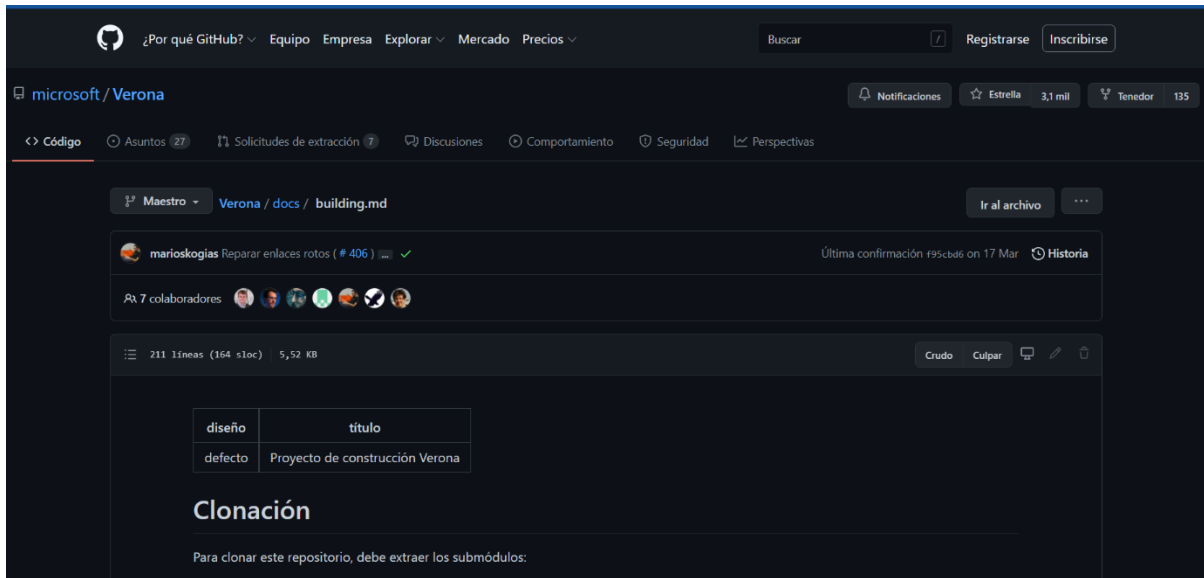 ¿Por qué GitHub? Equipo Empresa Explorar Mercado Precios Buscar / Registrarse Inscribirse
microsoft / Verona Notificaciones Estrella 3,1 mil Tenedor 135
<> Código Asuntos 27 Solicitudes de extracción 7 Discusiones Comportamiento Seguridad Perspectivas
Maestro Verona / docs / building.md Ir al archivo ...
marioskogias Reparar enlaces rotos ( # 406 ) ... Última confirmación f95cbd6 on 17 Mar Historia
7 colaboradores
211 líneas (164 sloc) 5,52 KB Crudo Culpar
diseño título
defecto Proyecto de construcción Verona
Clonación
Para clonar este repositorio, debe extraer los submódulos: